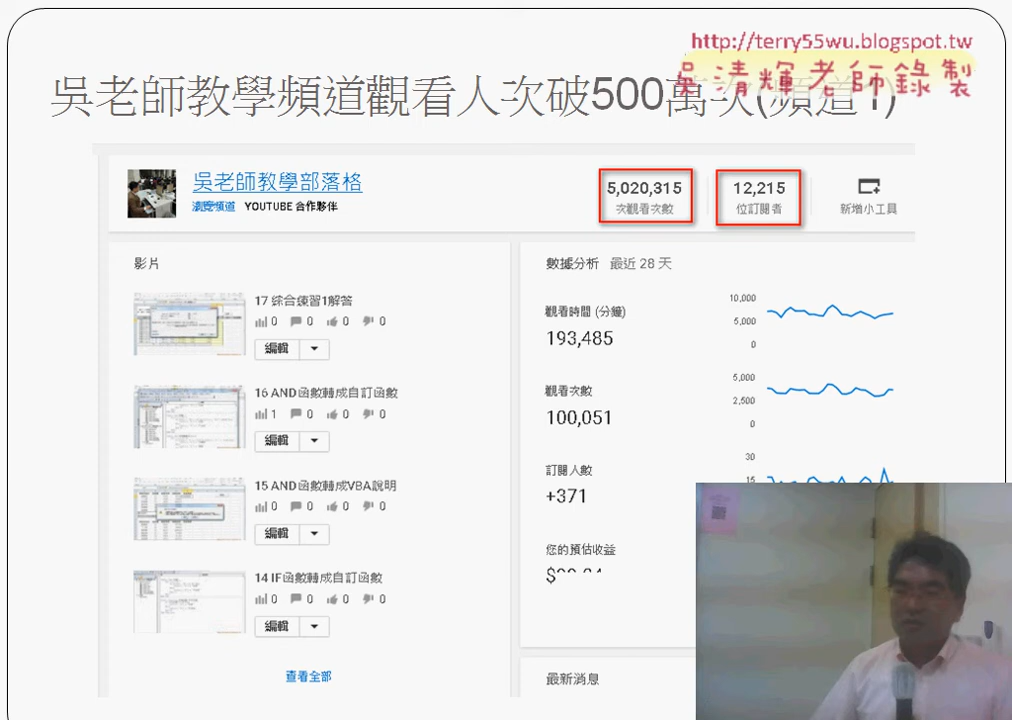 http://terry55wu.blogspot.tw
吳清輝老師錄製
吳老師教學頻道觀看人次破500萬次(頻道1)
吳老師教學部落格
瀏覽頻道 YOUTUBE 合作夥伴
5,020,315
次觀看次數
12,215
位訂閱者
新增小工具
影片
17 綜合練習1解答
0 0 0 0
編輯
16 AND函數轉成自訂函數
1 0 0 0
編輯
15 AND函數轉成VBA說明
0 0 0 0
編輯
14 IF函數轉成自訂函數
0 0 0 0
編輯
查看全部
數據分析 最近 28 天
觀看時間 (分鐘)
193,485
10,000
5,000
0
觀看次數
100,051
5,000
2,500
0
訂閱人數
+371
30
15
您的預估收益
最新消息